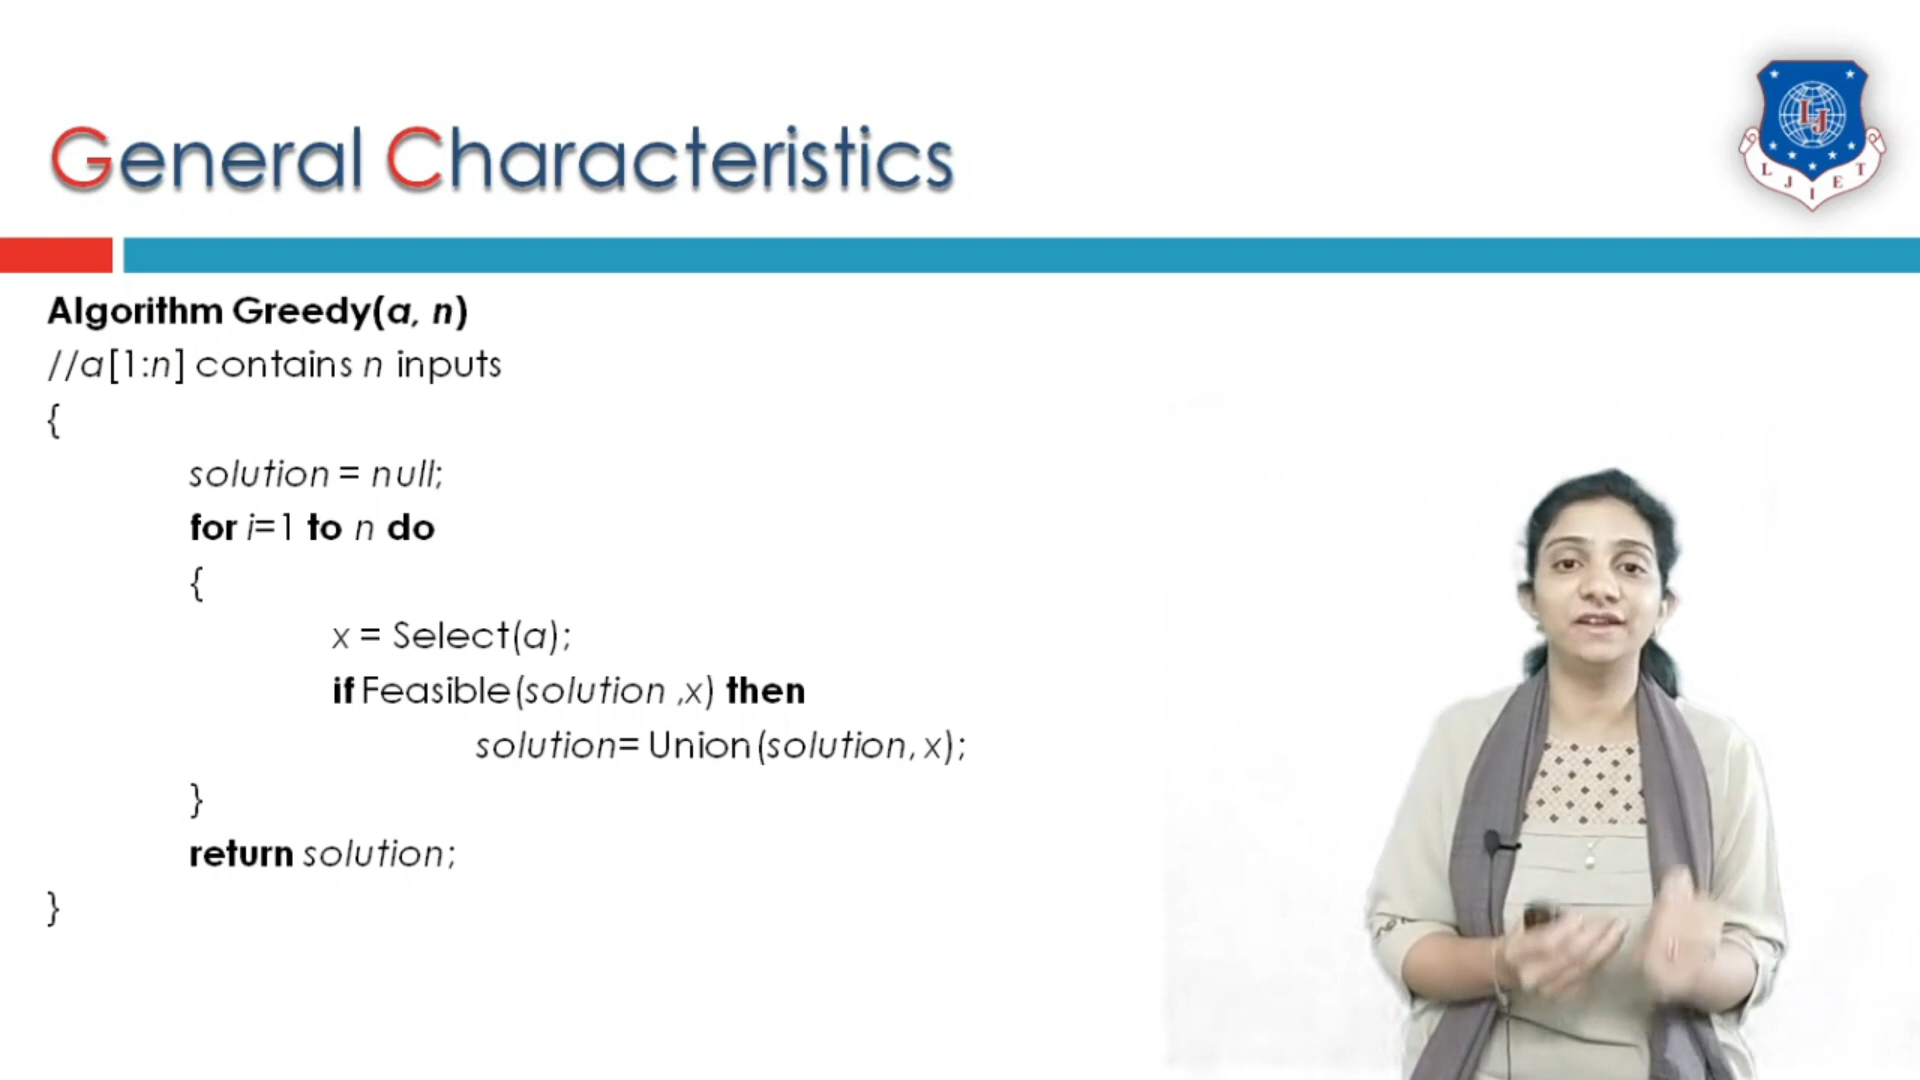 General Characteristics
L J I E T
LJ
Algorithm Greedy(a, n)
//a[1:n] contains n inputs
{
solution = null;
for i=1 to n do
{
x = Select(a);
if Feasible(solution ,x) then
solution= Union(solution, x);
}
return solution;
}